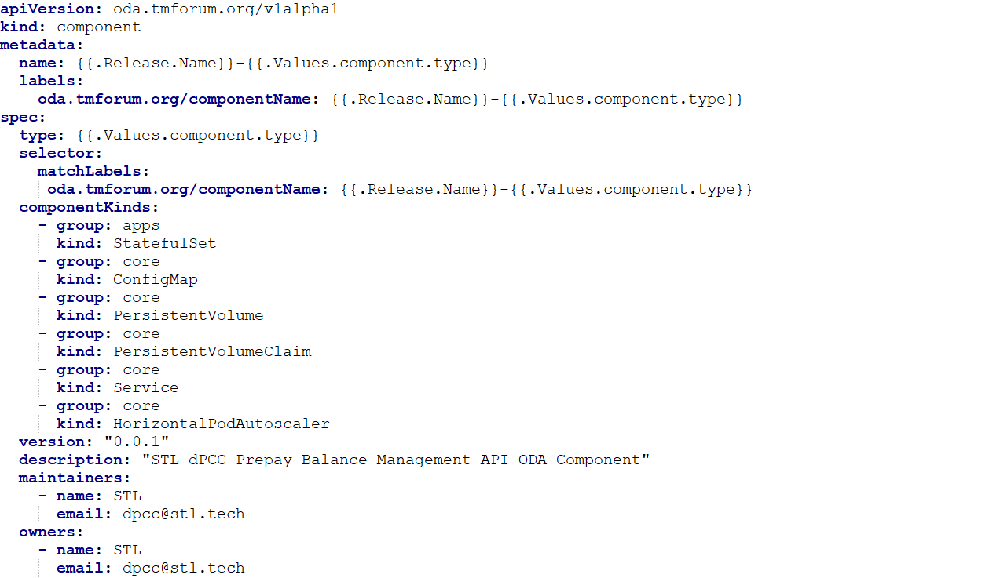 apiVersion: oda.tmforum.org/v1alpha1
kind: component
metadata:
  name: {{.Release.Name}}-{{.Values.component.type}}
  labels:
    oda.tmforum.org/componentName: {{.Release.Name}}-{{.Values.component.type}}
spec:
  type: {{.Values.component.type}}
  selector:
    matchLabels:
     oda.tmforum.org/componentName: {{.Release.Name}}-{{.Values.component.type}}
  componentKinds:
    - group: apps
      kind: StatefulSet
    - group: core
      kind: ConfigMap
    - group: core
      kind: PersistentVolume
    - group: core
      kind: PersistentVolumeClaim
    - group: core
      kind: Service
    - group: core
      kind: HorizontalPodAutoscaler
  version: "0.0.1"
  description: "STL dPCC Prepay Balance Management API ODA-Component"
  maintainers:
    - name: STL
      email: dpcc@stl.tech
  owners:
    - name: STL
      email: dpcc@stl.tech